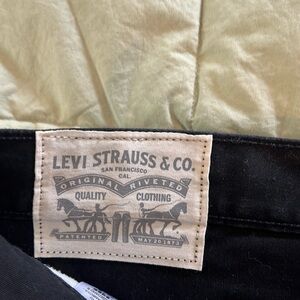 LEVI STRAUSS & CO.
SAN FRANCISCO
CAL.
ORIGINAL RIVETED
QUALITY CLOTHING
PATENTED MAY 20 1873